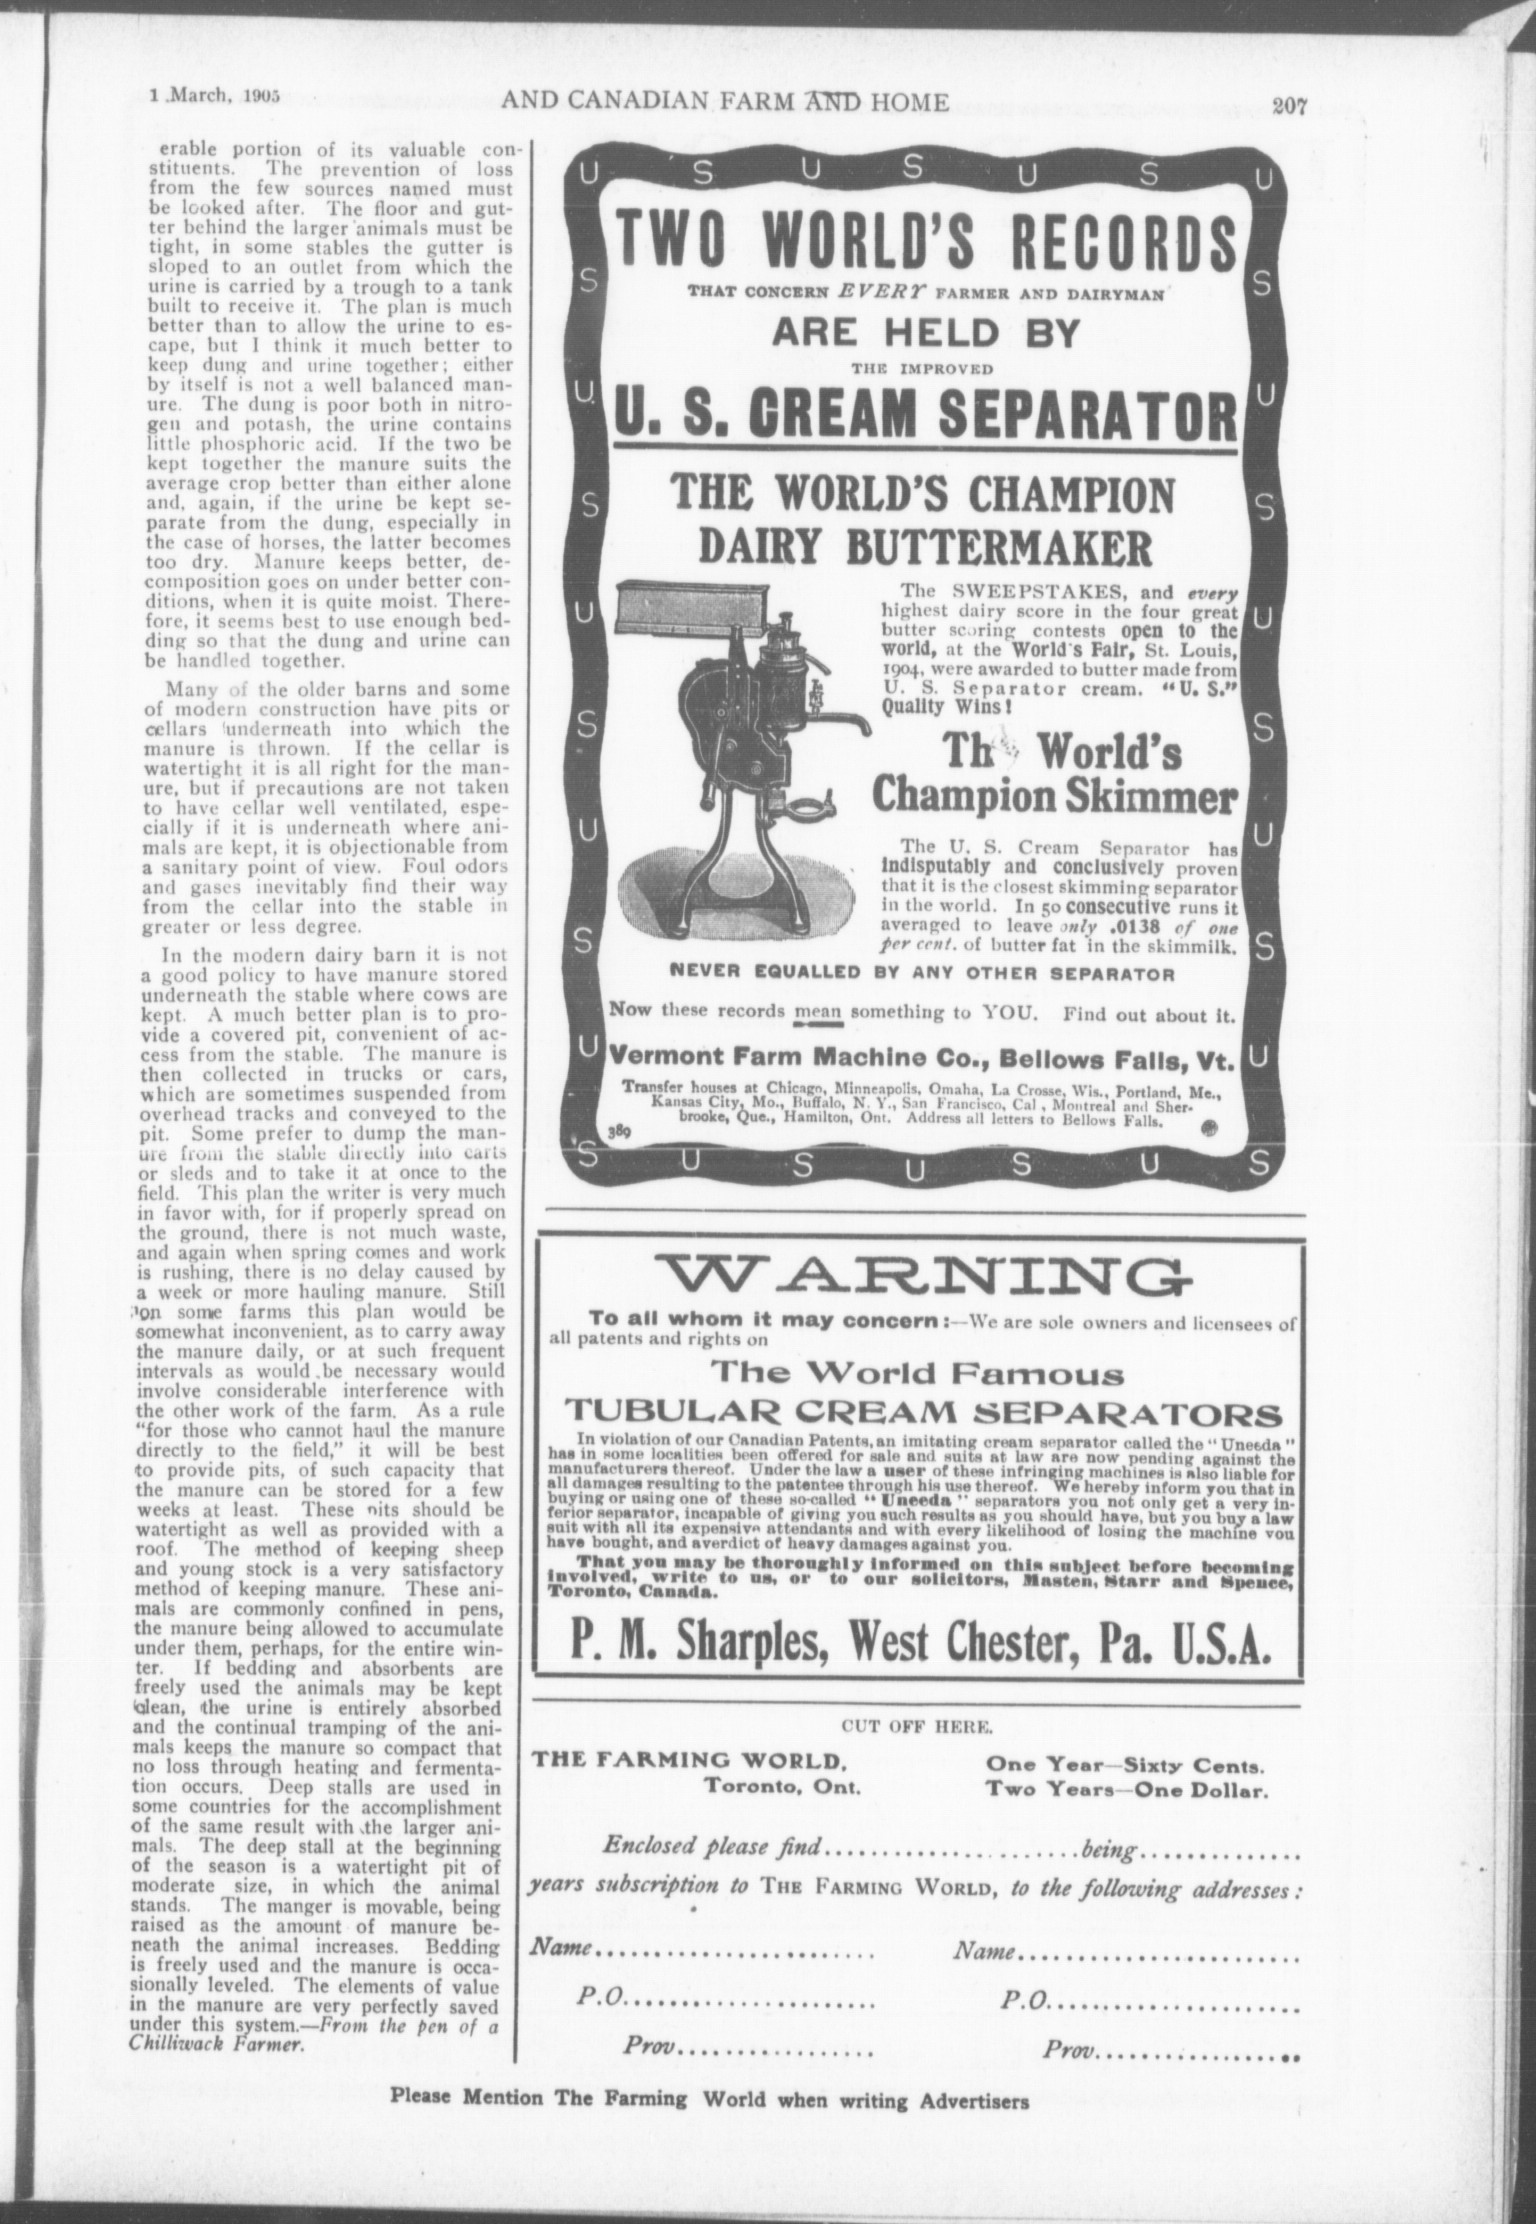 1 March, 1905
AND CANADIAN FARM AND HOME
207
erable portion of its valuable con-
stituents. The prevention of loss
from the few sources named must
be looked after. The floor and gut-
ter behind the larger animals must be
tight, in some stables the gutter is
sloped to an outlet from which the
urine is carried by a trough to a tank
built to receive it. The plan is much
better than to allow the urine to es-
cape, but I think it much better to
keep dung and urine together; either
by itself is not a well balanced man-
ure. The dung is poor both in nitro-
gen and potash, the urine contains
little phosphoric acid. If the two be
kept together the manure suits the
average crop better than either alone
and, again, if the urine be kept se-
parate from the dung, especially in
the case of horses, the latter becomes
too dry. Manure keeps better, de-
composition goes on under better con-
ditions, when it is quite moist. There-
fore, it seems best to use enough bed-
ding so that the dung and urine can
be handled together.
Many of the older barns and some
of modern construction have pits or
cellars underneath into which the
manure is thrown. If the cellar is
watertight it is all right for the man-
ure, but if precautions are not taken
to have cellar well ventilated, espe-
cially if it is underneath where ani-
mals are kept, it is objectionable from
a sanitary point of view. Foul odors
and gases inevitably find their way
from the cellar into the stable in
greater or less degree.
In the modern dairy barn it is not
a good policy to have manure stored
underneath the stable where cows are
kept. A much better plan is to pro-
vide a covered pit, convenient of ac-
cess from the stable. The manure is
then collected in trucks or cars,
which are sometimes suspended from
overhead tracks and conveyed to the
pit. Some prefer to dump the man-
ure from the stable directly into carts
or sleds and to take it at once to the
field. This plan the writer is very much
in favor with, for if properly spread on
the ground, there is not much waste,
and again when spring comes and work
is rushing, there is no delay caused by
a week or more hauling manure. Still
on some farms this plan would be
somewhat inconvenient, as to carry away
the manure daily, or at such frequent
intervals as would be necessary would
involve considerable interference with
the other work of the farm. As a rule
"for those who cannot haul the manure
directly to the field," it will be best
to provide pits, of such capacity that
the manure can be stored for a few
weeks at least. These pits should be
watertight as well as provided with a
roof. The method of keeping sheep
and young stock is a very satisfactory
method of keeping manure. These ani-
mals are commonly confined in pens,
the manure being allowed to accumulate
under them, perhaps, for the entire win-
ter. If bedding and absorbents are
freely used the animals may be kept
clean, the urine is entirely absorbed
and the continual tramping of the ani-
mals keeps the manure so compact that
no loss through heating and fermenta-
tion occurs. Deep stalls are used in
some countries for the accomplishment
of the same result with the larger ani-
mals. The deep stall at the beginning
of the season is a watertight pit of
moderate size, in which the animal
stands. The manger is movable, being
raised as the amount of manure be-
neath the animal increases. Bedding
is freely used and the manure is occa-
sionally leveled. The elements of value
in the manure are very perfectly saved
under this system.—From the pen of a
Chilliwack Farmer.
U S U S U S U
S S
U U
S S
U U
S S
U U
S S
U U
S U S U S U S
TWO WORLD'S RECORDS
THAT CONCERN EVERY FARMER AND DAIRYMAN
ARE HELD BY
THE IMPROVED
U. S. CREAM SEPARATOR
THE WORLD'S CHAMPION
DAIRY BUTTERMAKER
The SWEEPSTAKES, and every
highest dairy score in the four great
butter scoring contests open to the
world, at the World's Fair, St. Louis,
1904, were awarded to butter made from
U. S. Separator cream. "U. S."
Quality Wins!
Th World's
Champion Skimmer
The U. S. Cream Separator has
indisputably and conclusively proven
that it is the closest skimming separator
in the world. In 50 consecutive runs it
averaged to leave only .0138 of one
per cent. of butter fat in the skimmilk.
NEVER EQUALLED BY ANY OTHER SEPARATOR
Now these records mean something to YOU. Find out about it.
Vermont Farm Machine Co., Bellows Falls, Vt.
Transfer houses at Chicago, Minneapolis, Omaha, La Crosse, Wis., Portland, Me.,
Kansas City, Mo., Buffalo, N. Y., San Francisco, Cal, Montreal and Sher-
brooke, Que., Hamilton, Ont. Address all letters to Bellows Falls.
389
WARNING
To all whom it may concern:—We are sole owners and licensees of
all patents and rights on
The World Famous
TUBULAR CREAM SEPARATORS
In violation of our Canadian Patents, an imitating cream separator called the "Uneeda"
has in some localities been offered for sale and suits at law are now pending against the
manufacturers thereof. Under the law a user of these infringing machines is also liable for
all damages resulting to the patentee through his use thereof. We hereby inform you that in
buying or using one of these so-called "Uneeda" separators you not only get a very in-
ferior separator, incapable of giving you such results as you should have, but you buy a law
suit with all its expensive attendants and with every likelihood of losing the machine you
have bought, and averdict of heavy damages against you.
That you may be thoroughly informed on this subject before becoming
involved, write to us, or to our solicitors, Masten, Starr and Spence,
Toronto, Canada.
P. M. Sharples, West Chester, Pa. U.S.A.
CUT OFF HERE.
THE FARMING WORLD,
Toronto, Ont.
One Year—Sixty Cents.
Two Years—One Dollar.
Enclosed please find........................being..............
years subscription to THE FARMING WORLD, to the following addresses:
Name........................ Name........................
P.O...................... P.O......................
Prov................. Prov..................
Please Mention The Farming World when writing Advertisers